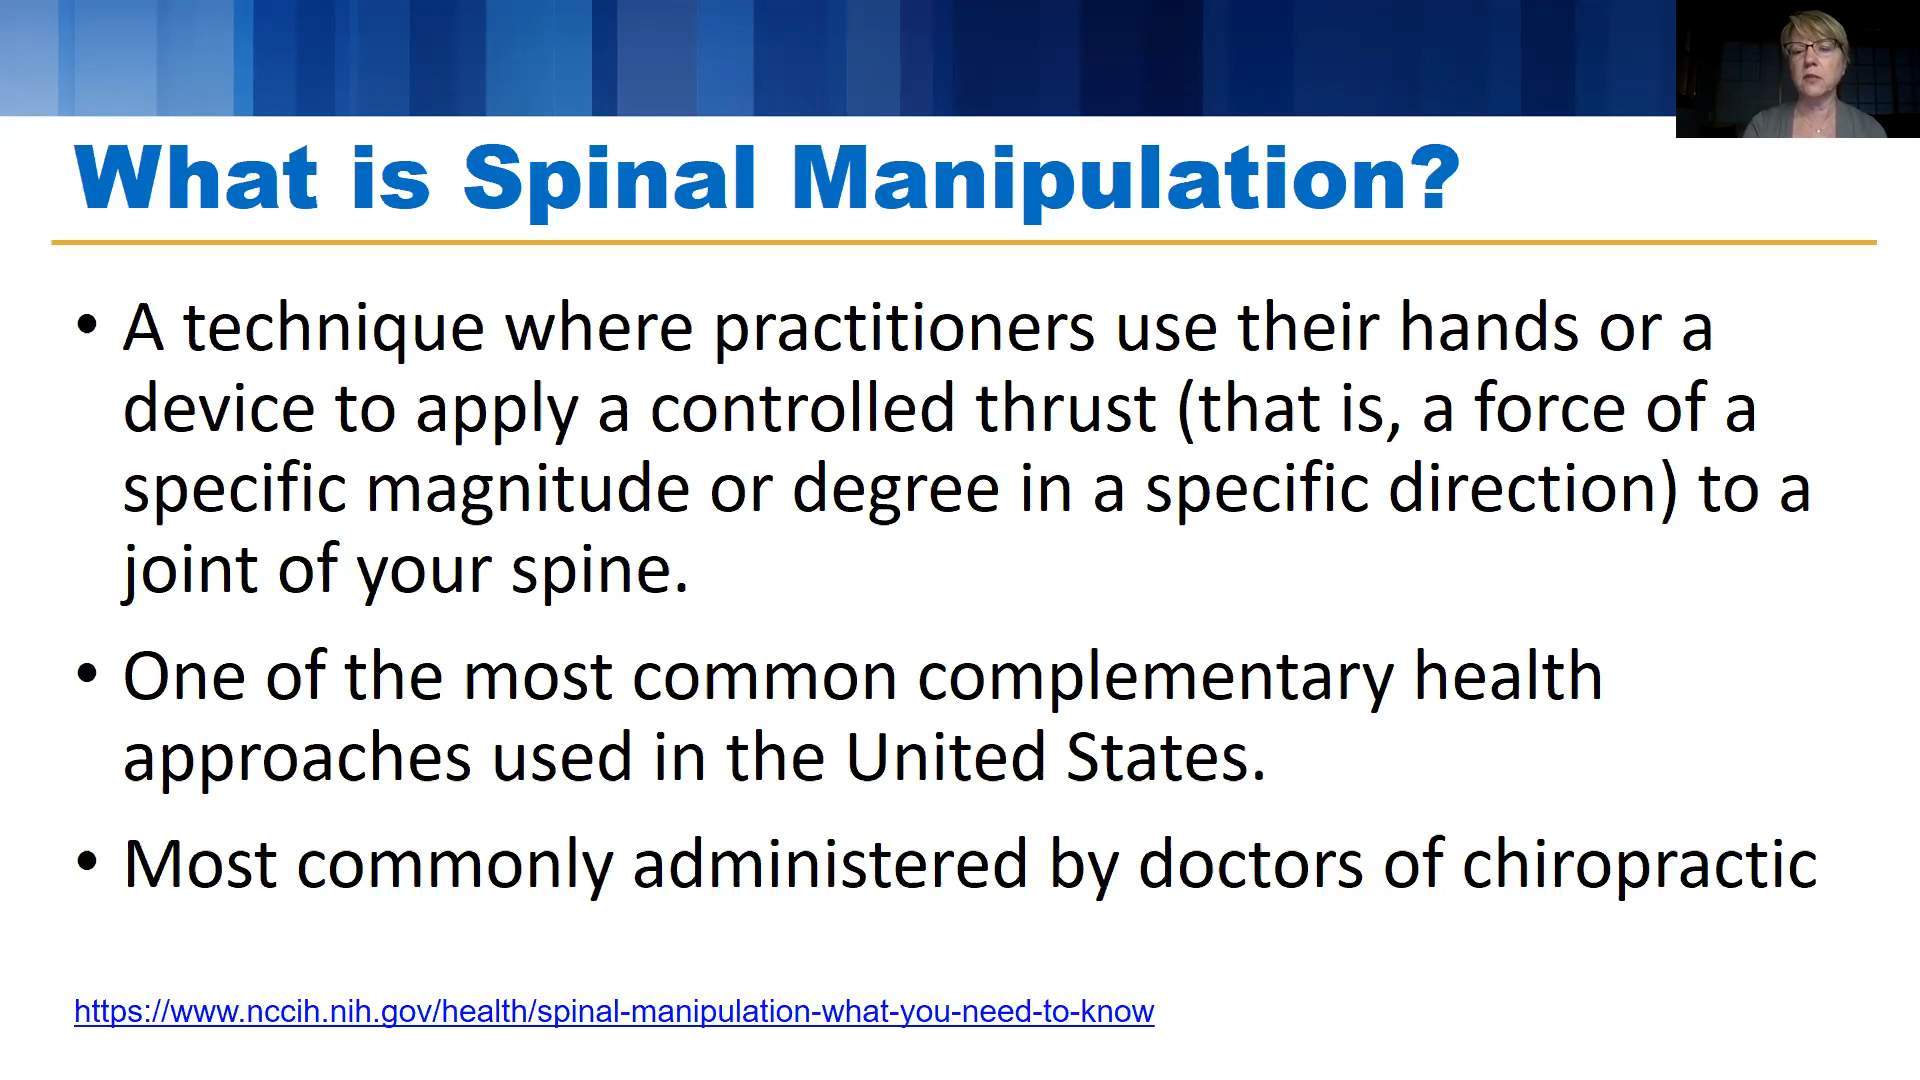 What is Spinal Manipulation?
• A technique where practitioners use their hands or a
device to apply a controlled thrust (that is, a force of a
specific magnitude or degree in a specific direction) to a
joint of your spine.
• One of the most common complementary health
approaches used in the United States.
• Most commonly administered by doctors of chiropractic
https://www.nccih.nih.gov/health/spinal-manipulation-what-you-need-to-know